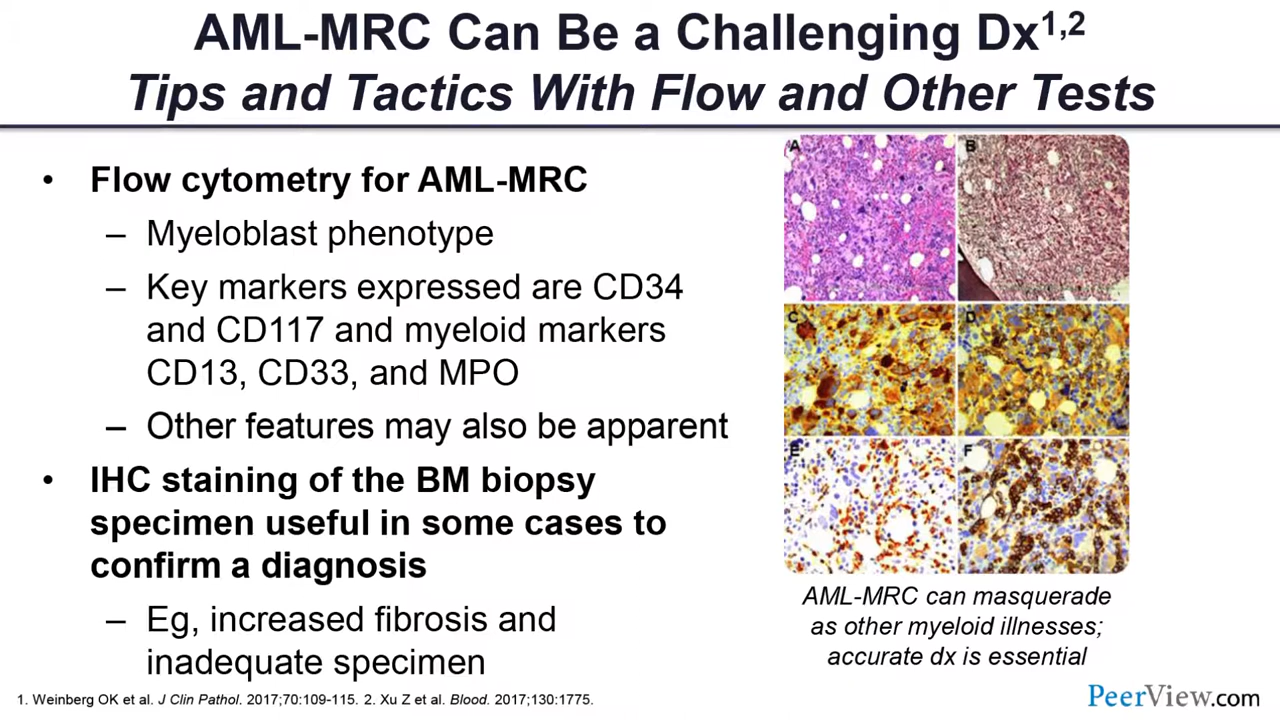 AML-MRC Can Be a Challenging Dx1,2
Tips and Tactics With Flow and Other Tests
• Flow cytometry for AML-MRC
– Myeloblast phenotype
– Key markers expressed are CD34
and CD117 and myeloid markers
CD13, CD33, and MPO
– Other features may also be apparent
• IHC staining of the BM biopsy
specimen useful in some cases to
confirm a diagnosis
– Eg, increased fibrosis and
inadequate specimen
A
B
C
D
E
F
AML-MRC can masquerade
as other myeloid illnesses;
accurate dx is essential
1. Weinberg OK et al. J Clin Pathol. 2017;70:109-115. 2. Xu Z et al. Blood. 2017;130:1775.
PeerView.com